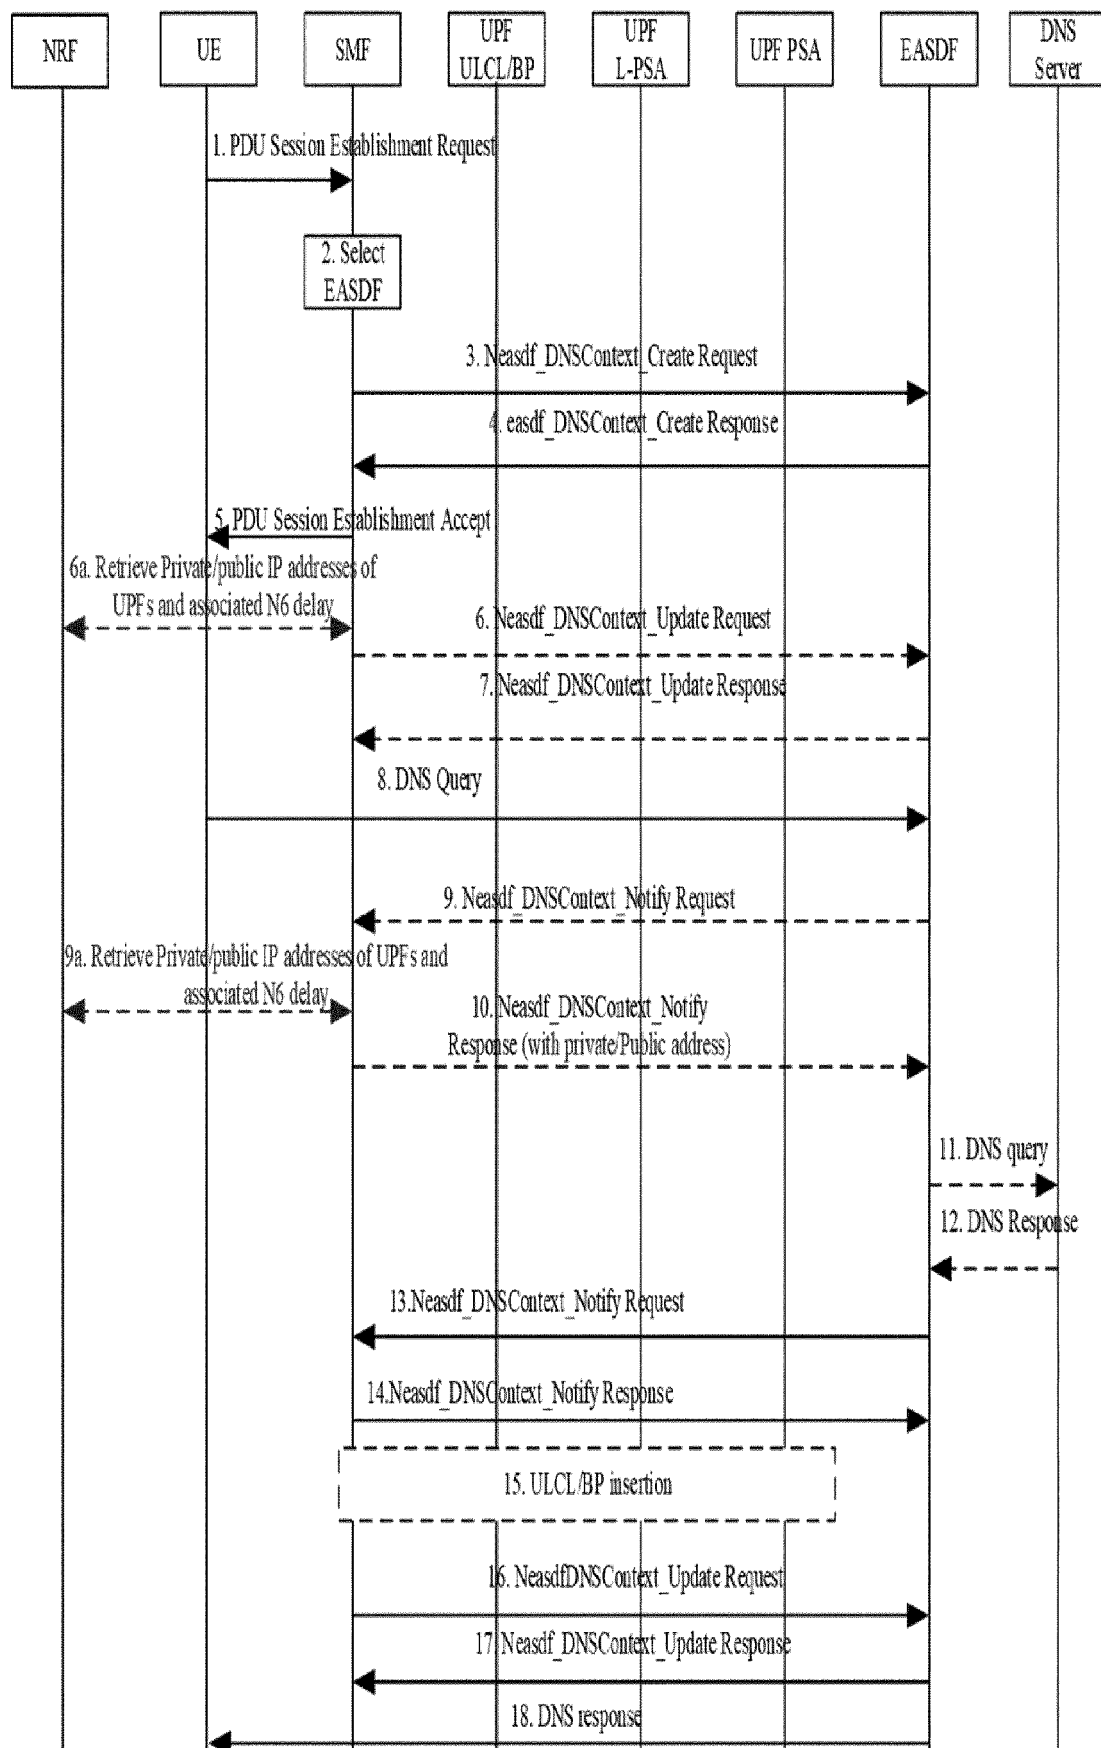 NRF
UE
SMF
UPF
ULCL/BP
UPF
L-PSA
UPF PSA
EASDF
DNS
Server
1. PDU Session Establishment Request
2. Select
EASDF
3. Neasdf_DNSContext_Create Request
4. easdf_DNSContext_Create Response
5. PDU Session Establishment Accept
6a. Retrieve Private/public IP addresses of
UPFs and associated N6 delay
6. Neasdf_DNSContext_Update Request
7. Neasdf_DNSContext_Update Response
8. DNS Query
9. Neasdf_DNSContext_Notify Request
9a. Retrieve Private/public IP addresses of UPFs and
associated N6 delay
10. Neasdf_DNSContext_Notify
Response (with private/Public address)
11. DNS query
12. DNS Response
13.Neasdf_DNSContext_Notify Request
14.Neasdf_DNSContext_Notify Response
15. ULCL/BP insertion
16. NeasdfDNSContext_Update Request
17. Neasdf_DNSContext_Update Response
18. DNS response